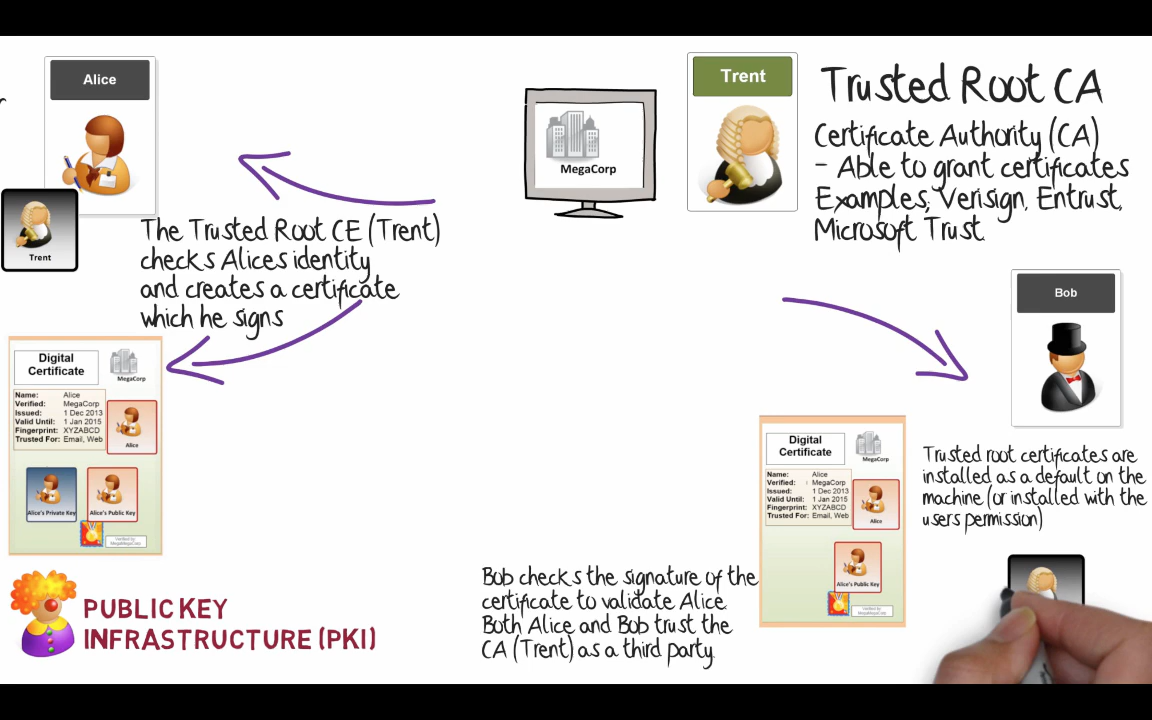 Alice
Trent
The Trusted Root CE (Trent)
checks Alices identity
and creates a certificate
which he signs
MegaCorp
Trent
Trusted Root CA
Certificate Authority (CA)
- Able to grant certificates
Examples, Verisign, Entrust,
Microsoft Trust.
Digital
Certificate
MegaCorp
Name: Alice
Verified: MegaCorp
Issued: 1 Dec 2013
Valid Until: 1 Jan 2015
Fingerprint: XYZABCD
Trusted For: Email, Web
Alice
Alice's Private Key
Alice's Public Key
Verified by
MegaMegaCorp
PUBLIC KEY
INFRASTRUCTURE (PKI)
Bob
Trusted root certificates are
installed as a default on the
machine (or installed with the
users permission)
Digital
Certificate
MegaCorp
Name: Alice
Verified: MegaCorp
Issued: 1 Dec 2013
Valid Until: 1 Jan 2015
Fingerprint: XYZABCD
Trusted For: Email, Web
Alice
Alice's Public Key
Verified by
MegaMegaCorp
Bob checks the signature of the
certificate to validate Alice.
Both Alice and Bob trust the
CA (Trent) as a third party.